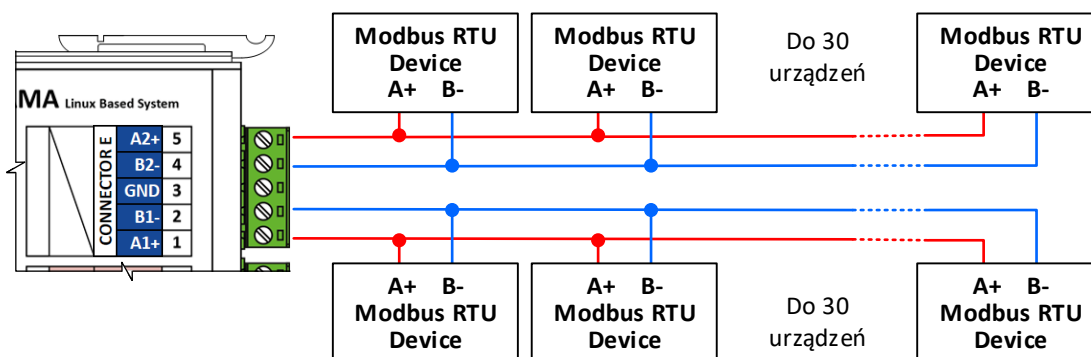 Modbus RTU
Device
A+ B-
Modbus RTU
Device
A+ B-
Do 30
urządzeń
Modbus RTU
Device
A+ B-
Linux Based System
CONNECTOR E
A2+ 5
B2- 4
GND 3
B1- 2
A1+ 1
A+ B-
Modbus RTU
Device
A+ B-
Modbus RTU
Device
Do 30
urządzeń
A+ B-
Modbus RTU
Device